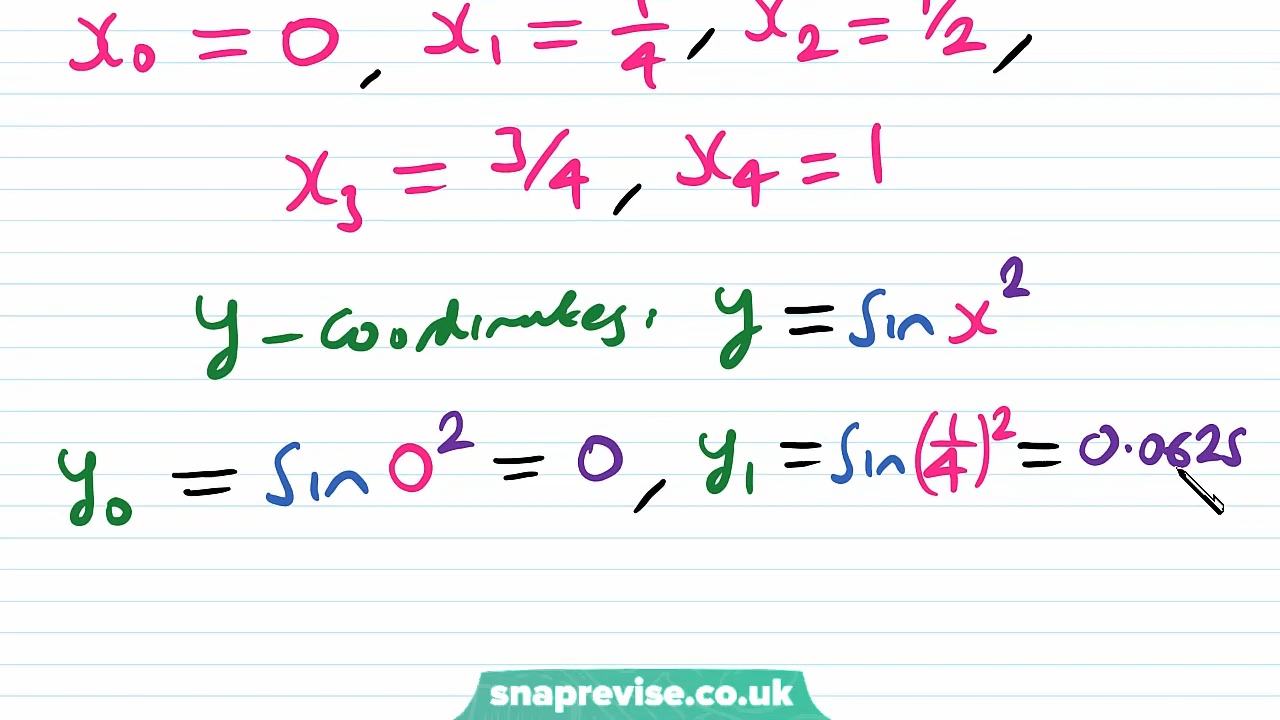 x₀ = 0, x₁ = 1/4, x₂ = 1/2,
x₃ = 3/4, x₄ = 1
y-coordinates: y = sin x²
y₀ = sin 0² = 0, y₁ = sin(1/4)² = 0.0625
snaprevise.co.uk